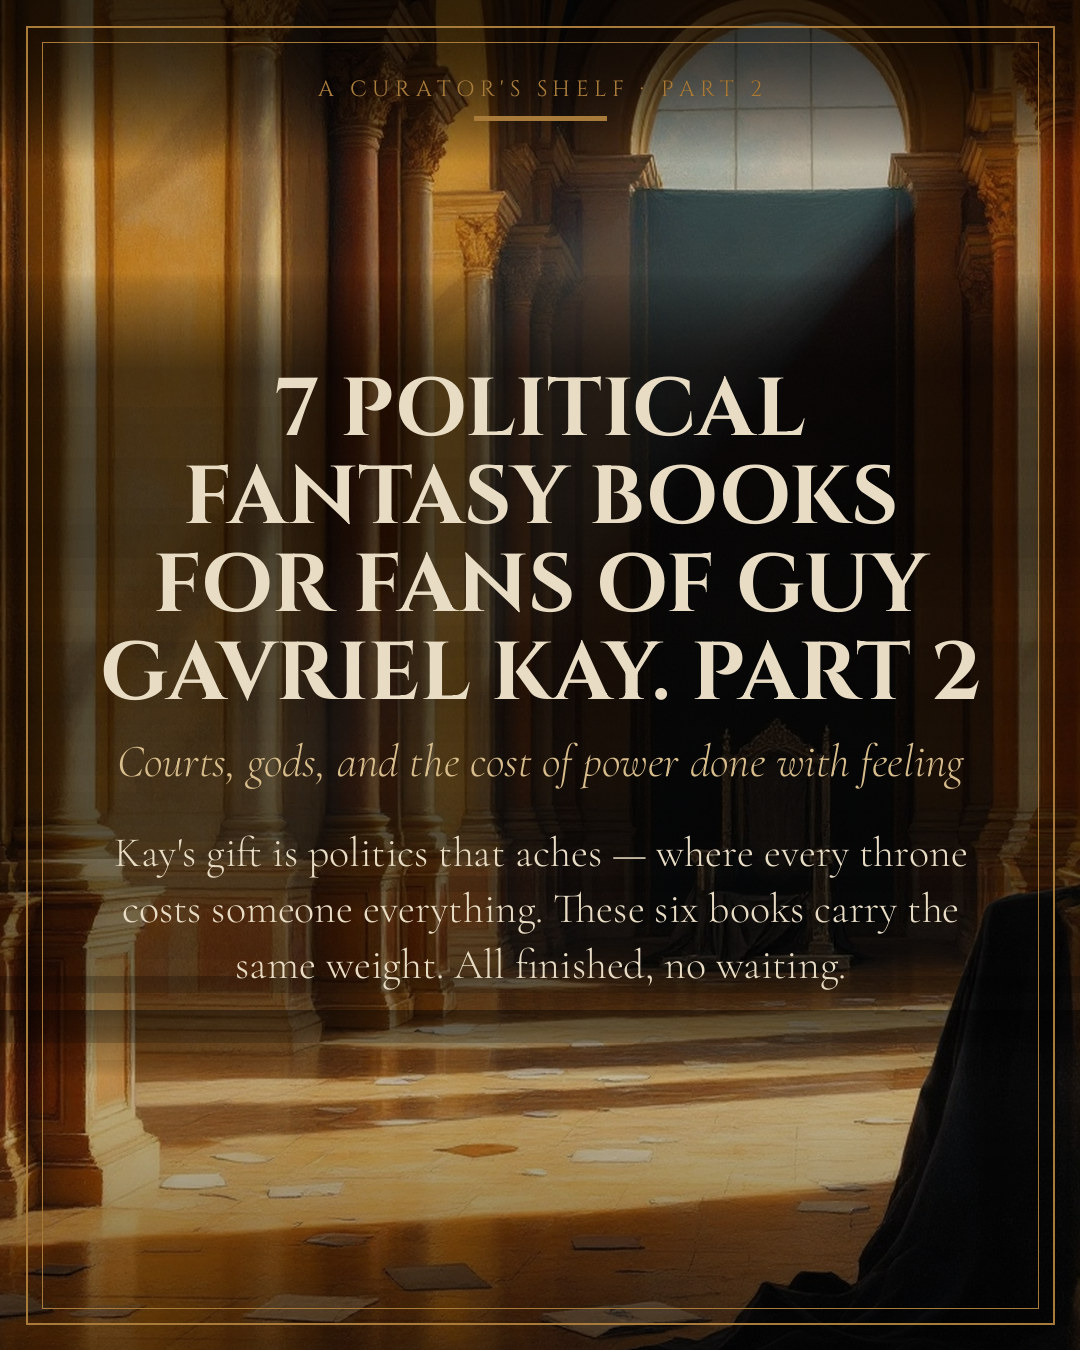 A CURATOR'S SHELF · PART 2
7 POLITICAL
FANTASY BOOKS
FOR FANS OF GUY
GAVRIEL KAY. PART 2
Courts, gods, and the cost of power done with feeling
Kay's gift is politics that aches — where every throne
costs someone everything. These six books carry the
same weight. All finished, no waiting.